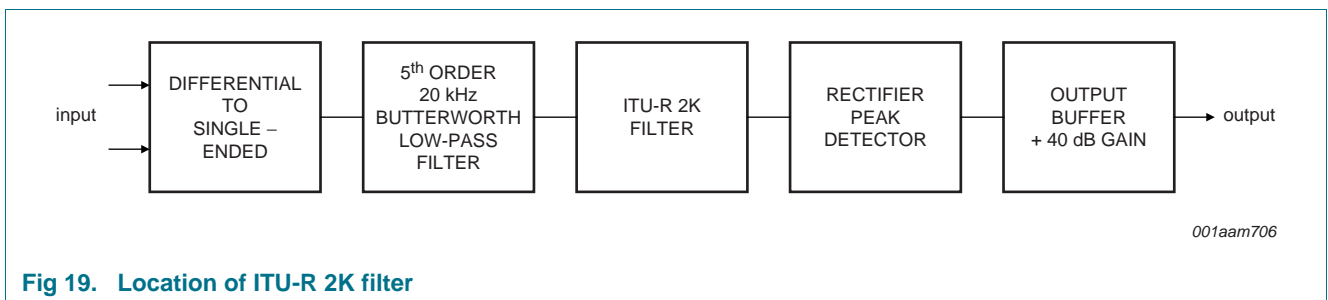 input
DIFFERENTIAL
TO
SINGLE –
ENDED
5th ORDER
20 kHz
BUTTERWORTH
LOW-PASS
FILTER
ITU-R 2K
FILTER
RECTIFIER
PEAK
DETECTOR
OUTPUT
BUFFER
+ 40 dB GAIN
output
001aam706
Fig 19. Location of ITU-R 2K filter